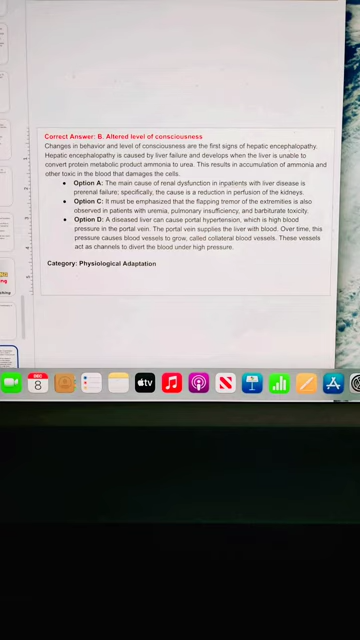 Correct Answer: B. Altered level of consciousness
Changes in behavior and level of consciousness are the first signs of hepatic encephalopathy.
Hepatic encephalopathy is caused by liver failure and develops when the liver is unable to
convert protein metabolic product ammonia to urea. This results in accumulation of ammonia and
other toxic in the blood that damages the cells.
• Option A: The main cause of renal dysfunction in inpatients with liver disease is
prerenal failure; specifically, the cause is a reduction in perfusion of the kidneys.
• Option C: It must be emphasized that the flapping tremor of the extremities is also
observed in patients with uremia, pulmonary insufficiency, and barbiturate toxicity.
• Option D: A diseased liver can cause portal hypertension, which is high blood
pressure in the portal vein. The portal vein supplies the liver with blood. Over time, this
pressure causes blood vessels to grow, called collateral blood vessels. These vessels
act as channels to divert the blood under high pressure.
Category: Physiological Adaptation
DEC
8
tv